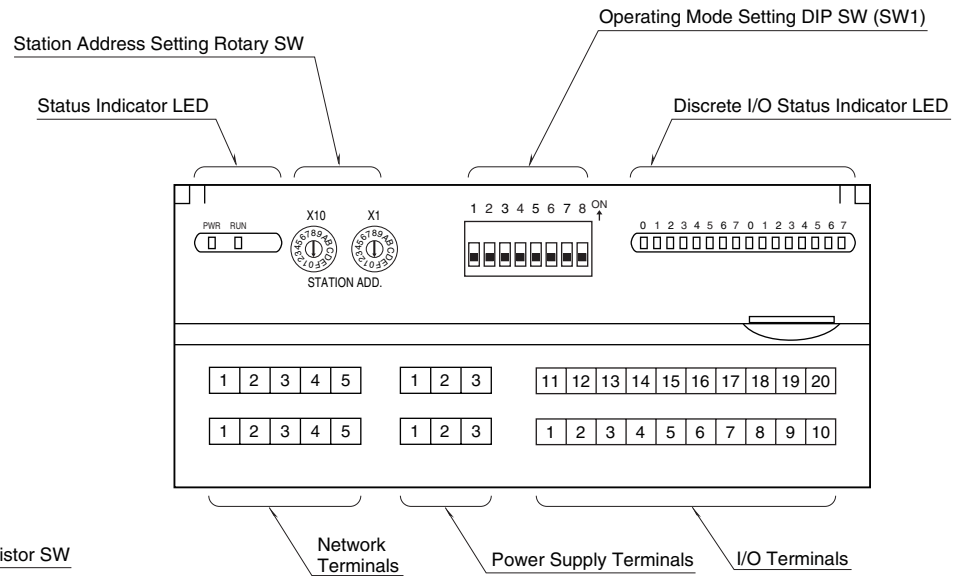 Operating Mode Setting DIP SW (SW1)
Station Address Setting Rotary SW
Status Indicator LED
Discrete I/O Status Indicator LED
PWR RUN
X10 X1
0123456789ABCDEF 0123456789ABCDEF
STATION ADD.
1 2 3 4 5 6 7 8 ON
0 1 2 3 4 5 6 7 0 1 2 3 4 5 6 7
1 2 3 4 5 1 2 3 11 12 13 14 15 16 17 18 19 20
1 2 3 4 5 1 2 3 1 2 3 4 5 6 7 8 9 10
istor SW
Network
Terminals
Power Supply Terminals
I/O Terminals